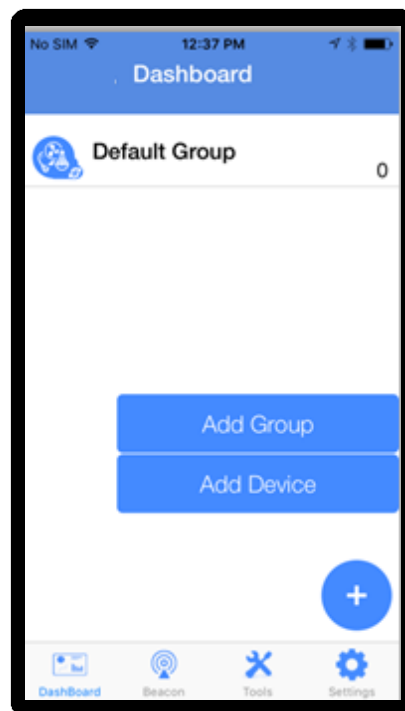 No SIM 12:37 PM
Dashboard
Default Group
0
Add Group
Add Device
+
DashBoard Beacon Tools Settings